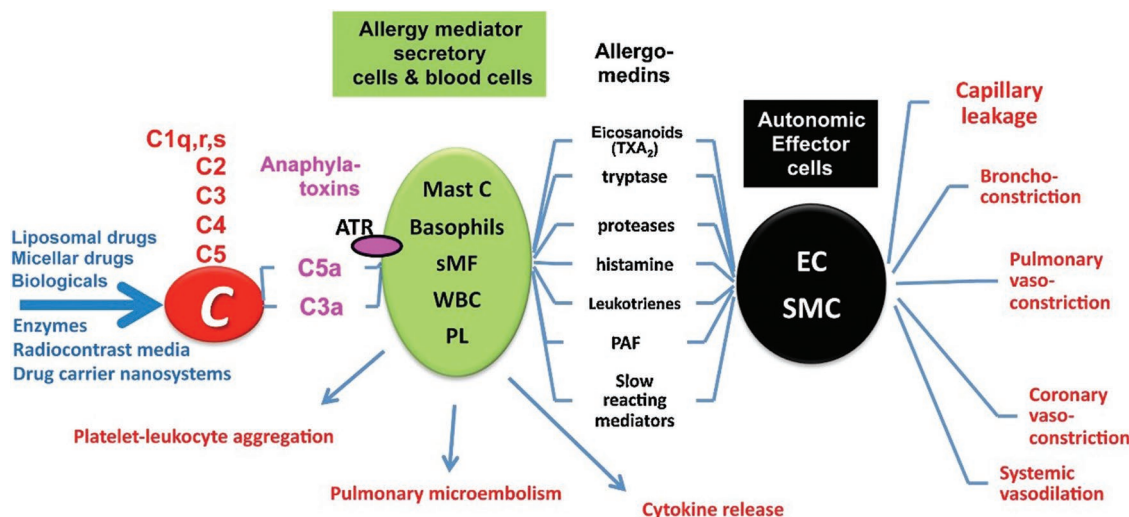 Allergy mediator
secretory
cells & blood cells
Allergo-
medins
Autonomic
Effector
cells
C1q,r,s
C2
C3
C4
C5
Liposomal drugs
Micellar drugs
Biologicals
Enzymes
Radiocontrast media
Drug carrier nanosystems
C
Anaphyla-
toxins
C5a
C3a
ATR
Mast C
Basophils
sMF
WBC
PL
Eicosanoids
(TXA₂)
tryptase
proteases
histamine
Leukotrienes
PAF
Slow
reacting
mediators
EC
SMC
Capillary
leakage
Broncho-
constriction
Pulmonary
vaso-
constriction
Coronary
vaso-
constriction
Systemic
vasodilation
Platelet-leukocyte aggregation
Pulmonary microembolism
Cytokine release